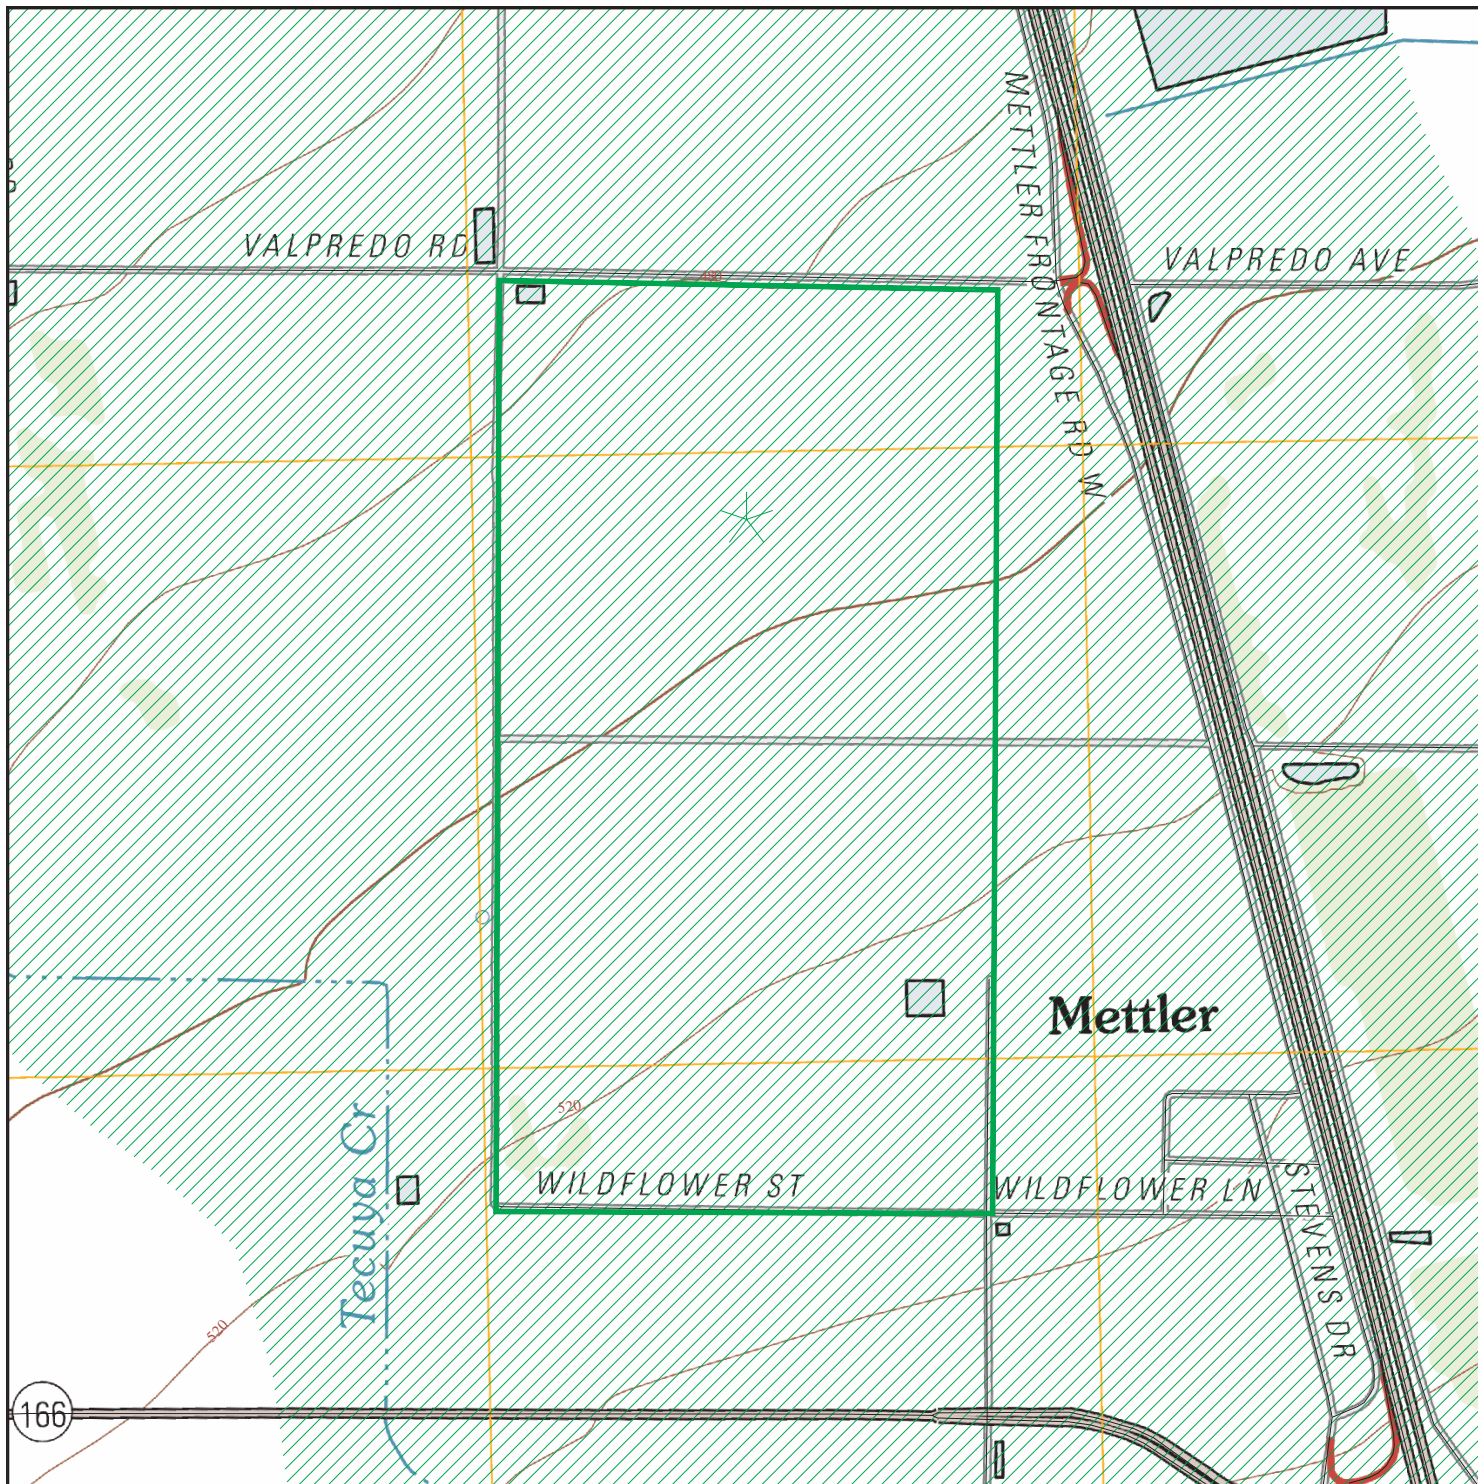 METTLER FRONTAGE RD W
VALPREDO RD
VALPREDO AVE
480
Mettler
520
Tecuya Cr
WILDFLOWER ST
WILDFLOWER LN
STEVENS DR
520
166